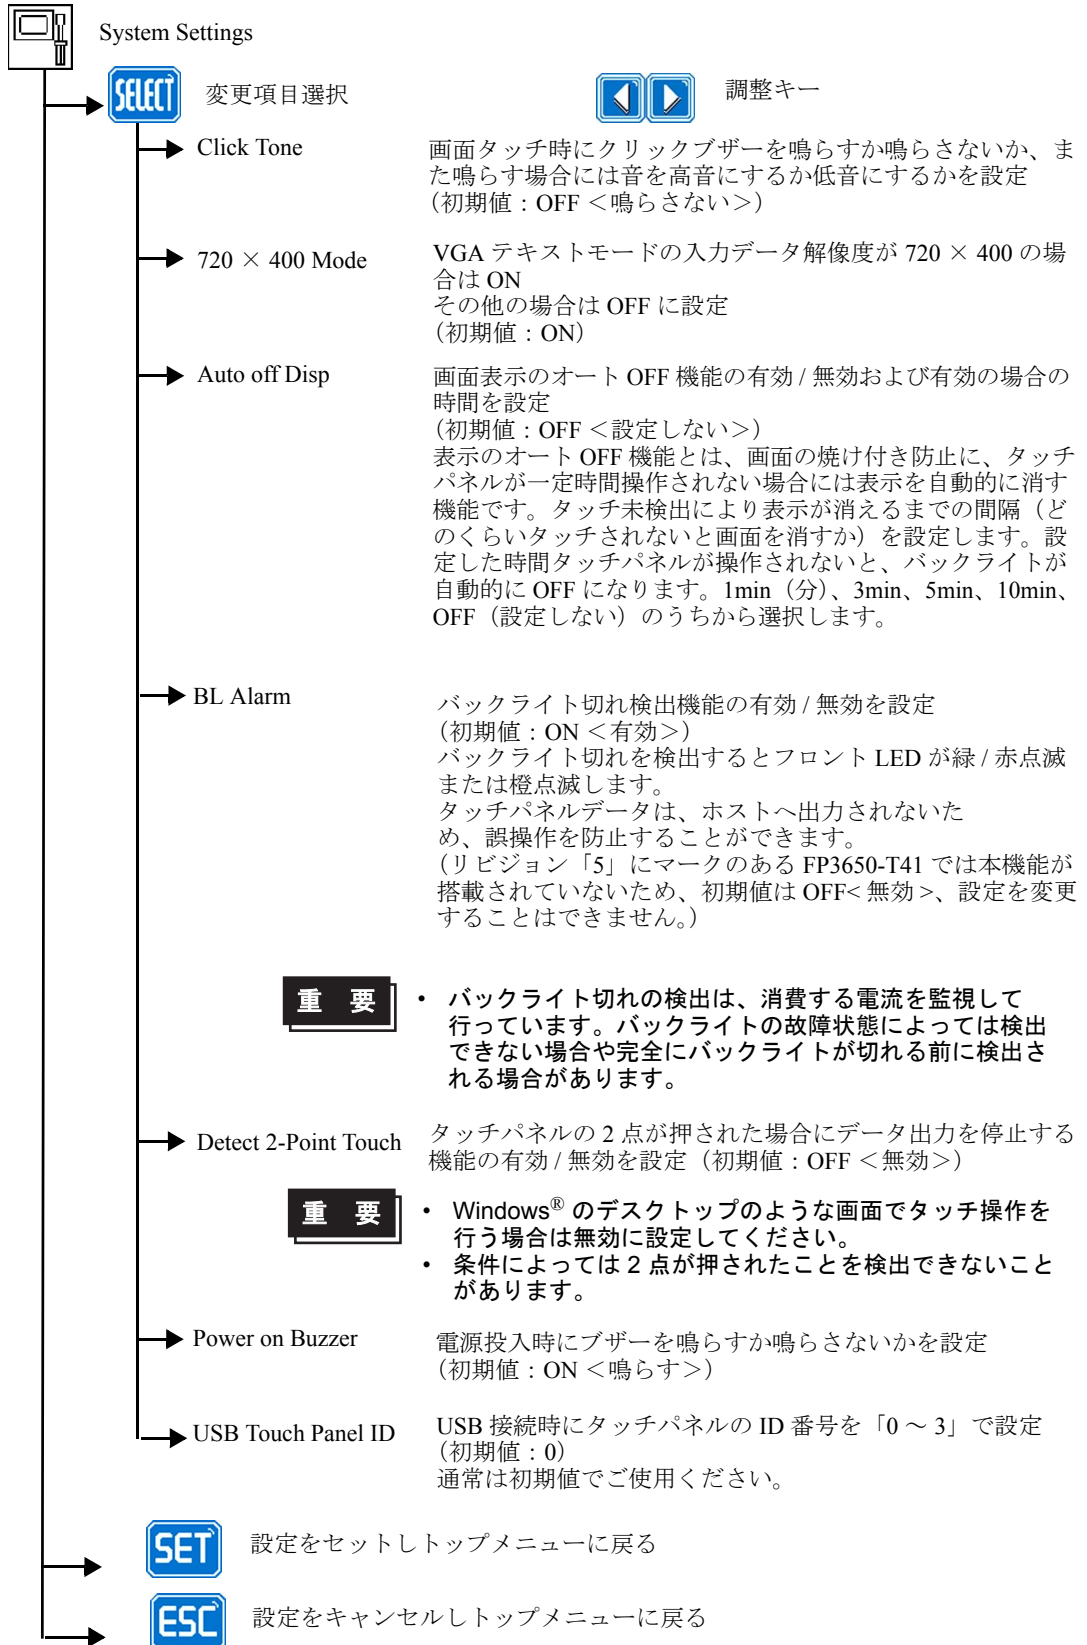 System Settings
SELECT 変更項目選択
調整キー
Click Tone
画面タッチ時にクリックブザーを鳴らすか鳴らさないか、ま
た鳴らす場合には音を高音にするか低音にするかを設定
（初期値：OFF ＜鳴らさない＞）
720 × 400 Mode
VGA テキストモードの入力データ解像度が 720 × 400 の場
合は ON
その他の場合は OFF に設定
（初期値：ON）
Auto off Disp
画面表示のオート OFF 機能の有効 / 無効および有効の場合の
時間を設定
（初期値：OFF ＜設定しない＞）
表示のオート OFF 機能とは、画面の焼け付き防止に、タッチ
パネルが一定時間操作されない場合には表示を自動的に消す
機能です。タッチ未検出により表示が消えるまでの間隔（ど
のくらいタッチされないと画面を消すか）を設定します。設
定した時間タッチパネルが操作されないと、バックライトが
自動的に OFF になります。1min（分）、3min、5min、10min、
OFF（設定しない）のうちから選択します。
BL Alarm
バックライト切れ検出機能の有効 / 無効を設定
（初期値：ON ＜有効＞）
バックライト切れを検出するとフロント LED が緑 / 赤点滅
または橙点滅します。
タッチパネルデータは、ホストへ出力されないた
め、誤操作を防止することができます。
（リビジョン「5」にマークのある FP3650-T41 では本機能が
搭載されていないため、初期値は OFF< 無効 >、設定を変更
することはできません。）
重 要
• バックライト切れの検出は、消費する電流を監視して
行っています。バックライトの故障状態によっては検出
できない場合や完全にバックライトが切れる前に検出さ
れる場合があります。
Detect 2-Point Touch
タッチパネルの 2 点が押された場合にデータ出力を停止する
機能の有効 / 無効を設定（初期値：OFF ＜無効＞）
重 要
• Windows® のデスクトップのような画面でタッチ操作を
行う場合は無効に設定してください。
• 条件によっては 2 点が押されたことを検出できないこと
があります。
Power on Buzzer
電源投入時にブザーを鳴らすか鳴らさないかを設定
（初期値：ON ＜鳴らす＞）
USB Touch Panel ID
USB 接続時にタッチパネルの ID 番号を「0 ～ 3」で設定
（初期値：0）
通常は初期値でご使用ください。
SET 設定をセットしトップメニューに戻る
ESC 設定をキャンセルしトップメニューに戻る